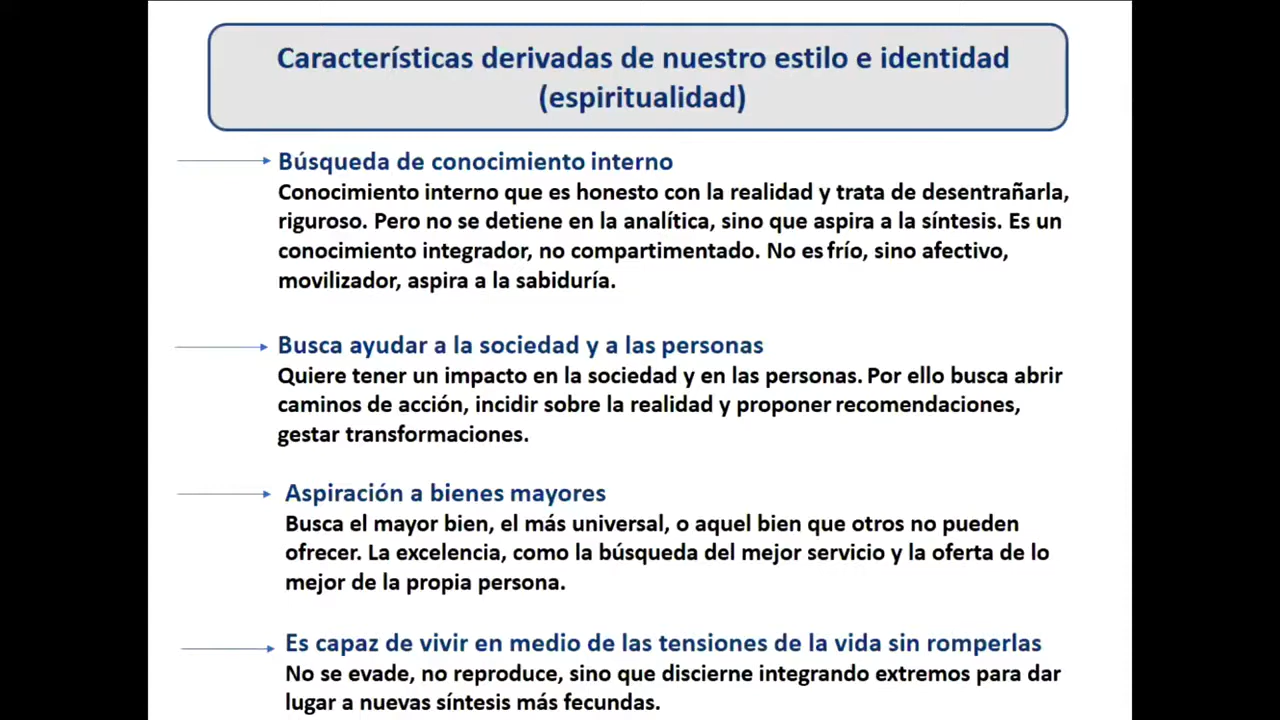 Características derivadas de nuestro estilo e identidad
(espiritualidad)
Búsqueda de conocimiento interno
Conocimiento interno que es honesto con la realidad y trata de desentrañarla,
riguroso. Pero no se detiene en la analítica, sino que aspira a la síntesis. Es un
conocimiento integrador, no compartimentado. No es frío, sino afectivo,
movilizador, aspira a la sabiduría.
Busca ayudar a la sociedad y a las personas
Quiere tener un impacto en la sociedad y en las personas. Por ello busca abrir
caminos de acción, incidir sobre la realidad y proponer recomendaciones,
gestar transformaciones.
Aspiración a bienes mayores
Busca el mayor bien, el más universal, o aquel bien que otros no pueden
ofrecer. La excelencia, como la búsqueda del mejor servicio y la oferta de lo
mejor de la propia persona.
Es capaz de vivir en medio de las tensiones de la vida sin romperlas
No se evade, no reproduce, sino que discierne integrando extremos para dar
lugar a nuevas síntesis más fecundas.